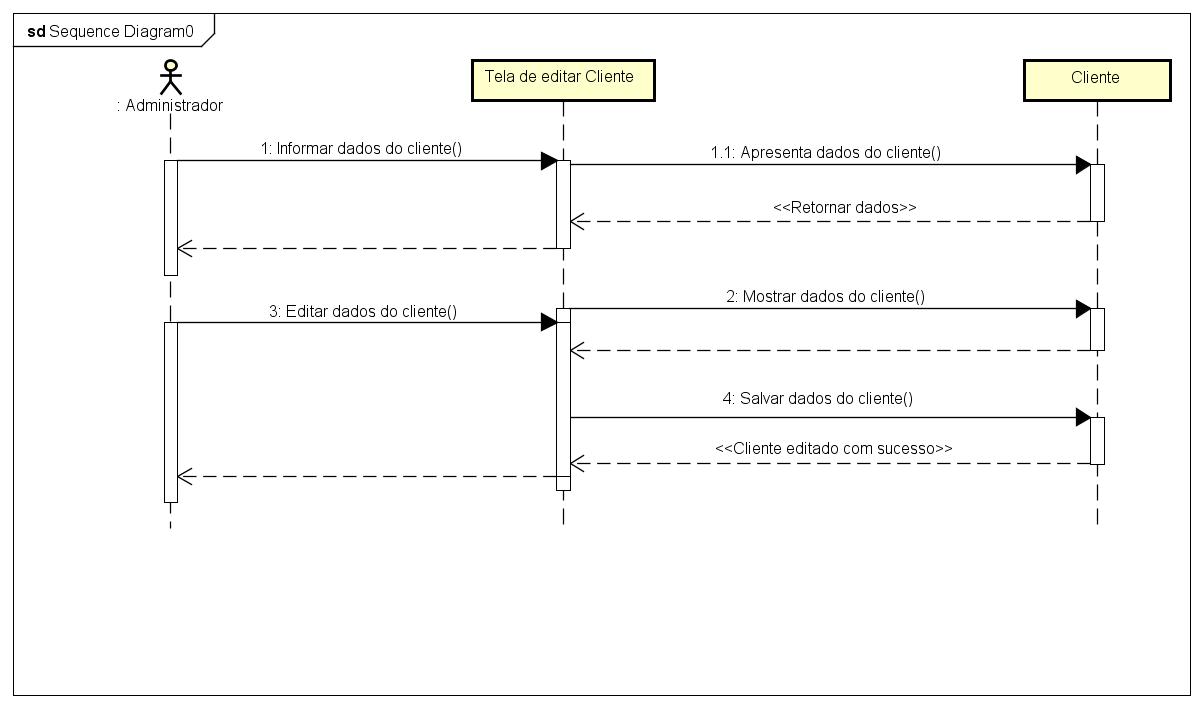 sd Sequence Diagram0
: Administrador
Tela de editar Cliente
Cliente
1: Informar dados do cliente()
1.1: Apresenta dados do cliente()
<<Retornar dados>>
2: Mostrar dados do cliente()
3: Editar dados do cliente()
4: Salvar dados do cliente()
<<Cliente editado com sucesso>>